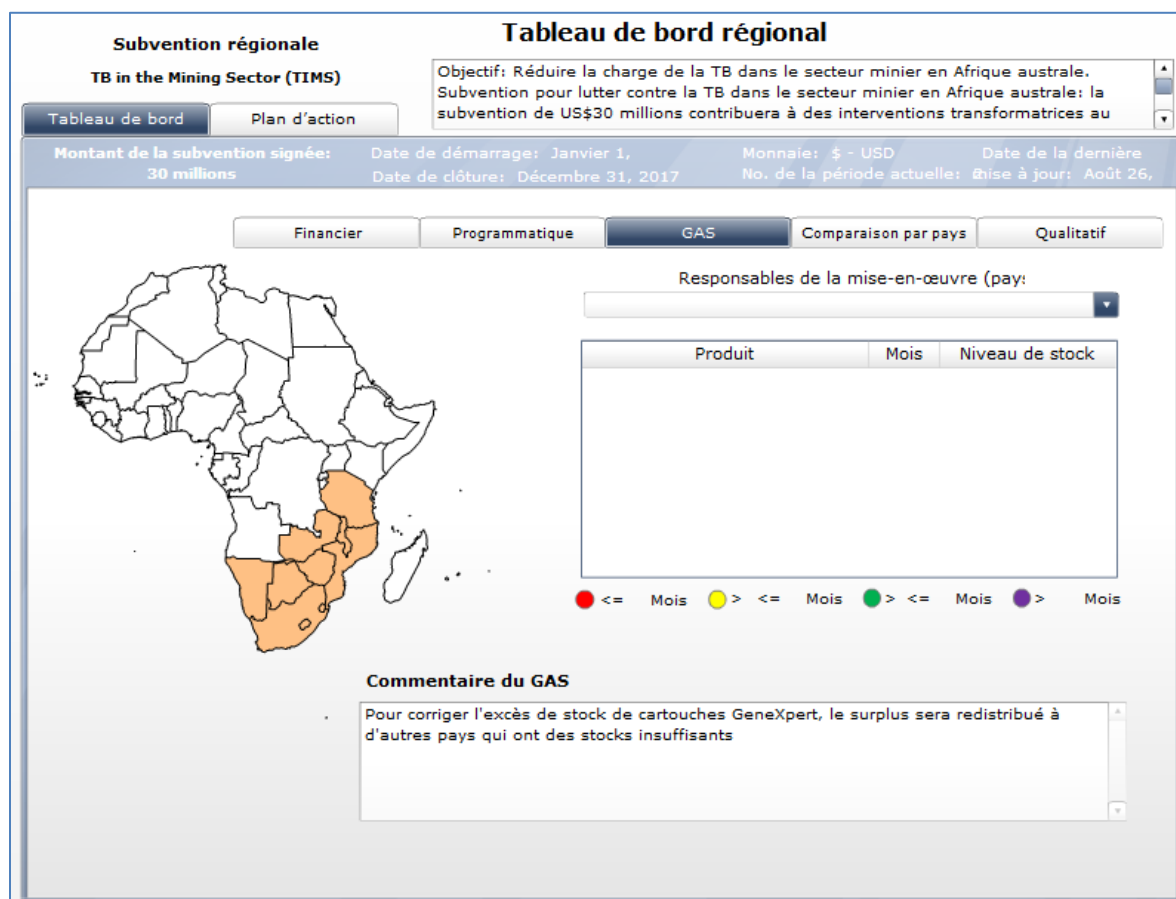 Subvention régionale
TB in the Mining Sector (TIMS)
Tableau de bord régional
Objectif: Réduire la charge de la TB dans le secteur minier en Afrique australe.
Subvention pour lutter contre la TB dans le secteur minier en Afrique australe: la
subvention de US$30 millions contribuera à des interventions transformatrices au
Tableau de bord
Plan d'action
Montant de la subvention signée:
30 millions
Date de démarrage: Janvier 1,
Date de clôture: Décembre 31, 2017
Monnaie: $ - USD
No. de la période actuelle: 2
Date de la dernière
mise à jour: Août 26,
Financier
Programmatique
GAS
Comparaison par pays
Qualitatif
Responsables de la mise-en-œuvre (pays
Produit
Mois
Niveau de stock
<= Mois > <= Mois > <= Mois > Mois
Commentaire du GAS
Pour corriger l'excès de stock de cartouches GeneXpert, le surplus sera redistribué à
d'autres pays qui ont des stocks insuffisants